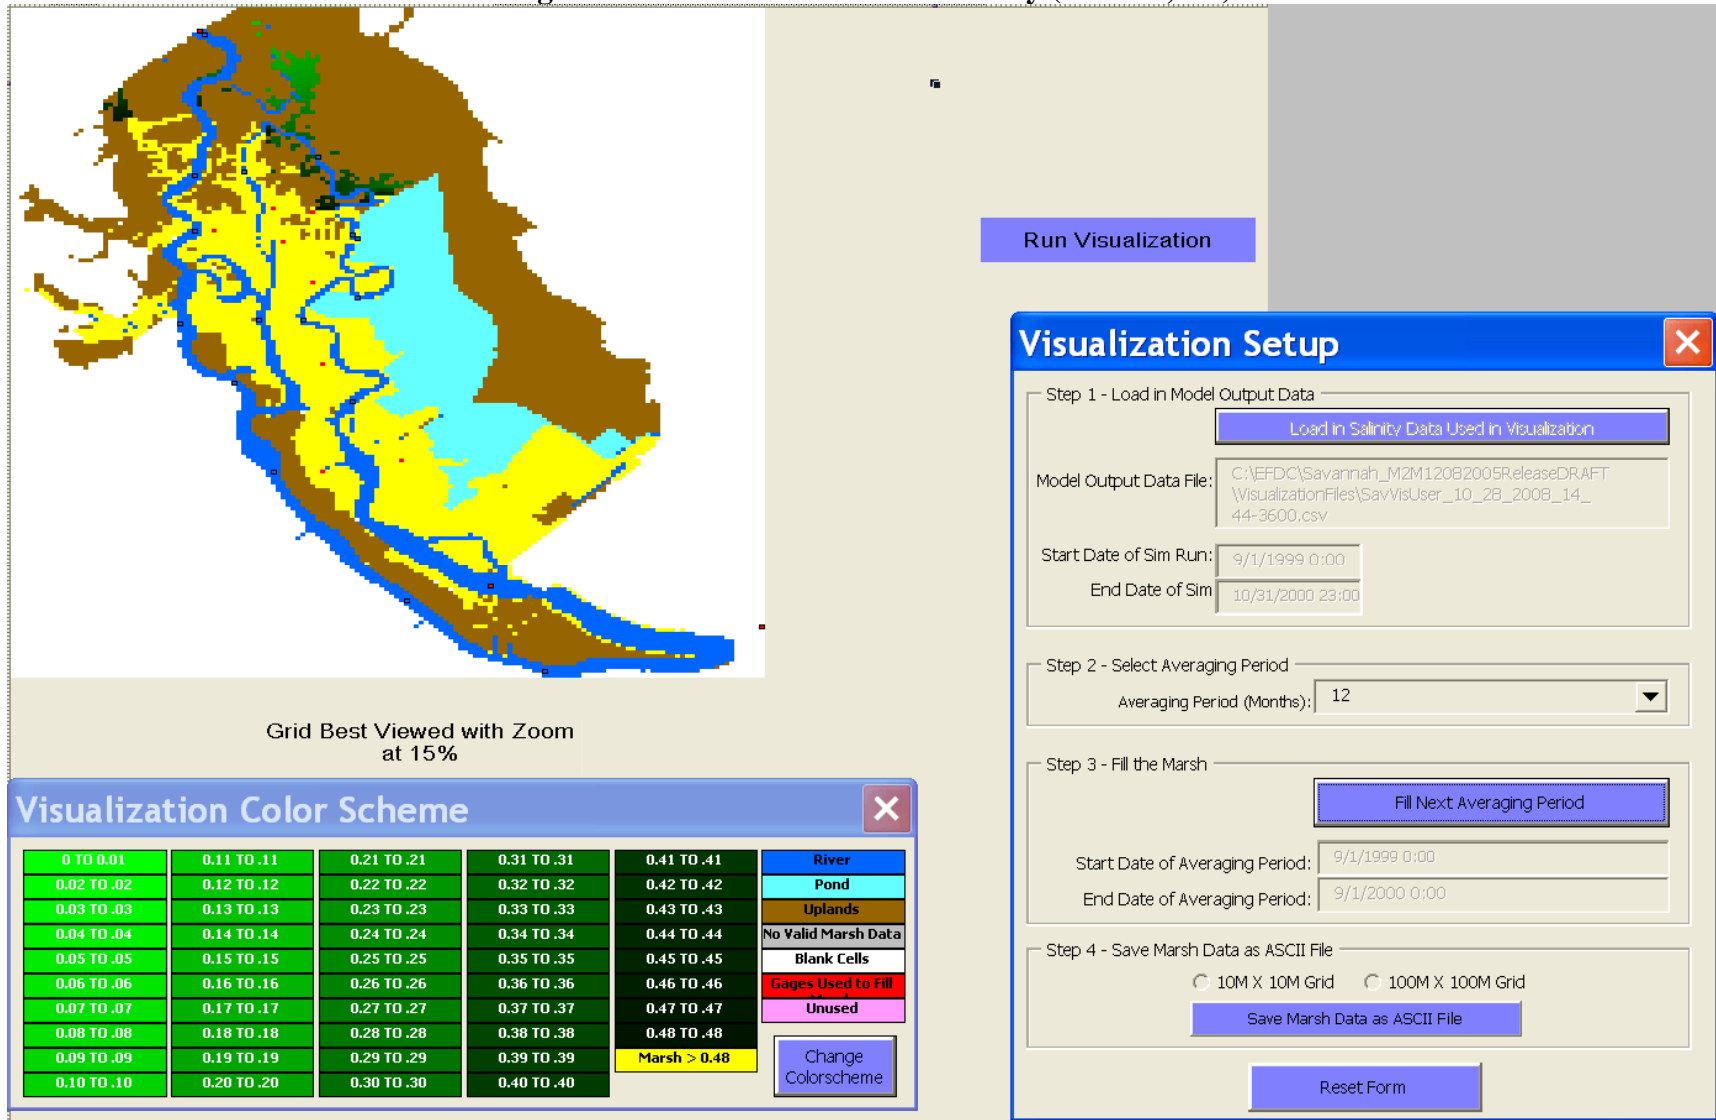 Run Visualization
Grid Best Viewed with Zoom
at 15%
Visualization Setup
Step 1 - Load in Model Output Data
Load in Salinity Data Used in Visualization
Model Output Data File:
C:\EFDC\Savannah_M2M12082005ReleaseDRAFT
\VisualizationFiles\SavVisUser_10_28_2008_14_
44-3600.csv
Start Date of Sim Run: 9/1/1999 0:00
End Date of Sim 10/31/2000 23:00
Step 2 - Select Averaging Period
Averaging Period (Months): 12
Step 3 - Fill the Marsh
Fill Next Averaging Period
Start Date of Averaging Period: 9/1/1999 0:00
End Date of Averaging Period: 9/1/2000 0:00
Step 4 - Save Marsh Data as ASCII File
10M X 10M Grid 100M X 100M Grid
Save Marsh Data as ASCII File
Reset Form
Visualization Color Scheme
0 TO 0.01 0.11 TO .11 0.21 TO .21 0.31 TO .31 0.41 TO .41 River
0.02 TO .02 0.12 TO .12 0.22 TO .22 0.32 TO .32 0.42 TO .42 Pond
0.03 TO .03 0.13 TO .13 0.23 TO .23 0.33 TO .33 0.43 TO .43 Uplands
0.04 TO .04 0.14 TO .14 0.24 TO .24 0.34 TO .34 0.44 TO .44 No Valid Marsh Data
0.05 TO .05 0.15 TO .15 0.25 TO .25 0.35 TO .35 0.45 TO .45 Blank Cells
0.06 TO .06 0.16 TO .16 0.26 TO .26 0.36 TO .36 0.46 TO .46 Gages Used to Fill
0.07 TO .07 0.17 TO .17 0.27 TO .27 0.37 TO .37 0.47 TO .47 Unused
0.08 TO .08 0.18 TO .18 0.28 TO .28 0.38 TO .38 0.48 TO .48
0.09 TO .09 0.19 TO .19 0.29 TO .29 0.39 TO .39 Marsh > 0.48
0.10 TO .10 0.20 TO .20 0.30 TO .30 0.40 TO .40
Change
Colorscheme